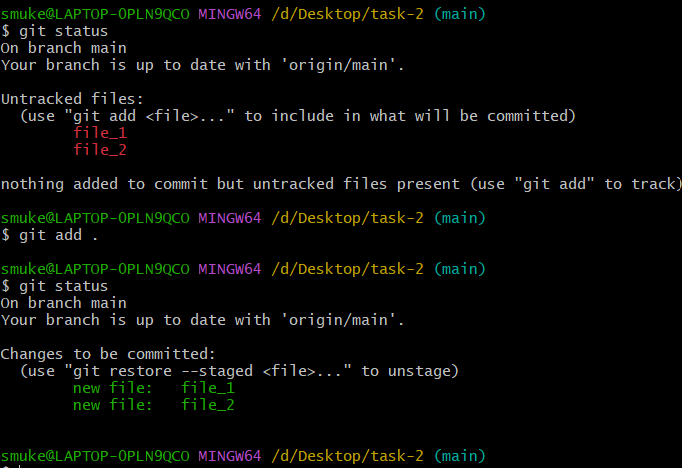 smuke@LAPTOP-0PLN9QCO MINGW64 /d/Desktop/task-2 (main)
$ git status
On branch main
Your branch is up to date with 'origin/main'.
Untracked files:
(use "git add <file>..." to include in what will be committed)
file_1
file_2
nothing added to commit but untracked files present (use "git add" to track)
smuke@LAPTOP-0PLN9QCO MINGW64 /d/Desktop/task-2 (main)
$ git add .
smuke@LAPTOP-0PLN9QCO MINGW64 /d/Desktop/task-2 (main)
$ git status
On branch main
Your branch is up to date with 'origin/main'.
Changes to be committed:
(use "git restore --staged <file>..." to unstage)
new file:   file_1
new file:   file_2
smuke@LAPTOP-0PLN9QCO MINGW64 /d/Desktop/task-2 (main)
$